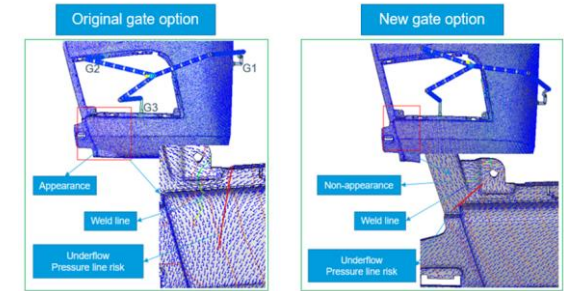 Original gate option
New gate option
G2
G1
G3
Appearance
Weld line
Underflow
Pressure line risk
Non-appearance
Weld line
Underflow
Pressure line risk